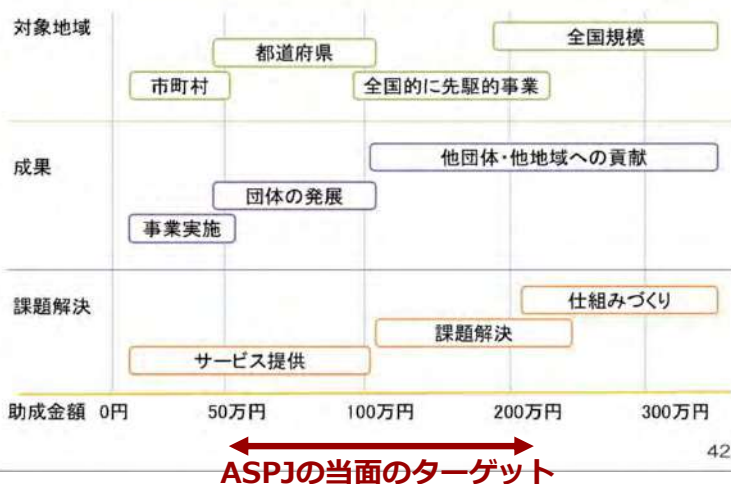 対象地域
全国規模
都道府県
市町村
全国的に先駆的事業
成果
他団体・他地域への貢献
団体の発展
事業実施
課題解決
仕組みづくり
課題解決
サービス提供
助成金額 0円 50万円 100万円 200万円 300万円
42
ASPJの当面のターゲット